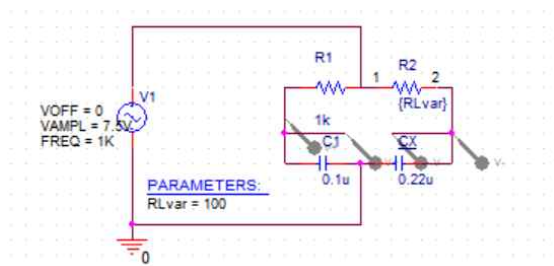 R1
R2
1
2
V1
{RLvar}
VOFF = 0
VAMPL = 7.5V
FREQ = 1K
1k
C1
CX
0.1u
0.22u
PARAMETERS:
RLvar = 100
0